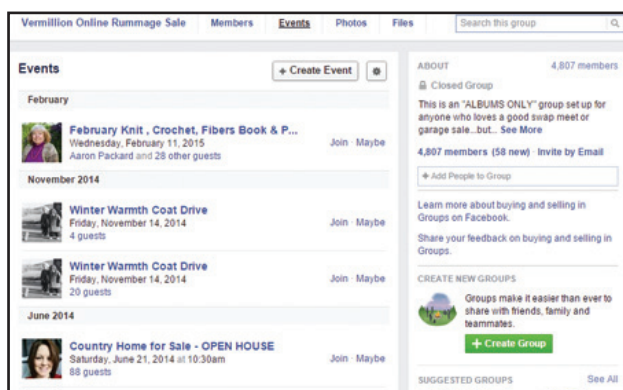 Vermillion Online Rummage Sale Members Events Photos Files Search this group
Events + Create Event
February
February Knit , Crochet, Fibers Book & P...
Wednesday, February 11, 2015
Aaron Packard and 28 other guests
Join · Maybe
November 2014
Winter Warmth Coat Drive
Friday, November 14, 2014
4 guests
Join · Maybe
Winter Warmth Coat Drive
Friday, November 14, 2014
20 guests
Join · Maybe
June 2014
Country Home for Sale - OPEN HOUSE
Saturday, June 21, 2014 at 10:30am
88 guests
Join · Maybe
ABOUT 4,807 members
Closed Group
This is an "ALBUMS ONLY" group set up for
anyone who loves a good swap meet or
garage sale...but... See More
4,807 members (58 new) · Invite by Email
+ Add People to Group
Learn more about buying and selling in
Groups on Facebook.
Share your feedback on buying and selling in
Groups.
CREATE NEW GROUPS
Groups make it easier than ever to
share with friends, family and
teammates.
+ Create Group
SUGGESTED GROUPS See All